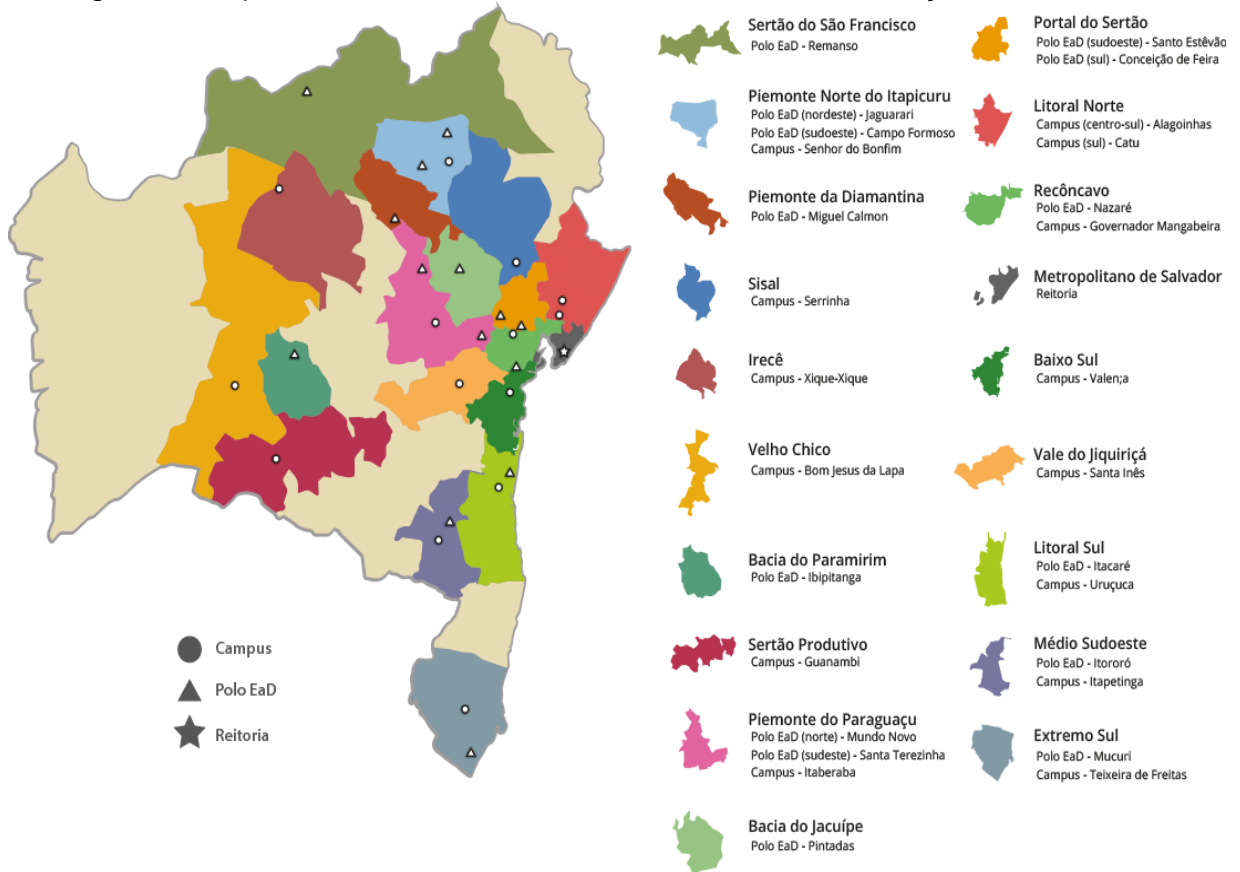 Campus
Polo EaD
Reitoria
Sertão do São Francisco
Polo EaD - Remanso
Piemonte Norte do Itapicuru
Polo EaD (nordeste) - Jaguarari
Polo EaD (sudoeste) - Campo Formoso
Campus - Senhor do Bonfim
Piemonte da Diamantina
Polo EaD - Miguel Calmon
Sisal
Campus - Serrinha
Irecê
Campus - Xique-Xique
Velho Chico
Campus - Bom Jesus da Lapa
Bacia do Paramirim
Polo EaD - Ibipitanga
Sertão Produtivo
Campus - Guanambi
Piemonte do Paraguaçu
Polo EaD (norte) - Mundo Novo
Polo EaD (sudeste) - Santa Terezinha
Campus - Itaberaba
Bacia do Jacuípe
Polo EaD - Pintadas
Portal do Sertão
Polo EaD (sudoeste) - Santo Estêvão
Polo EaD (sul) - Conceição de Feira
Litoral Norte
Campus (centro-sul) - Alagoinhas
Campus (sul) - Catu
Recôncavo
Polo EaD - Nazaré
Campus - Governador Mangabeira
Metropolitano de Salvador
Reitoria
Baixo Sul
Campus - Valen;a
Vale do Jiquiriçá
Campus - Santa Inês
Litoral Sul
Polo EaD - Itacaré
Campus - Uruçuca
Médio Sudoeste
Polo EaD - Itororó
Campus - Itapetinga
Extremo Sul
Polo EaD - Mucuri
Campus - Teixeira de Freitas